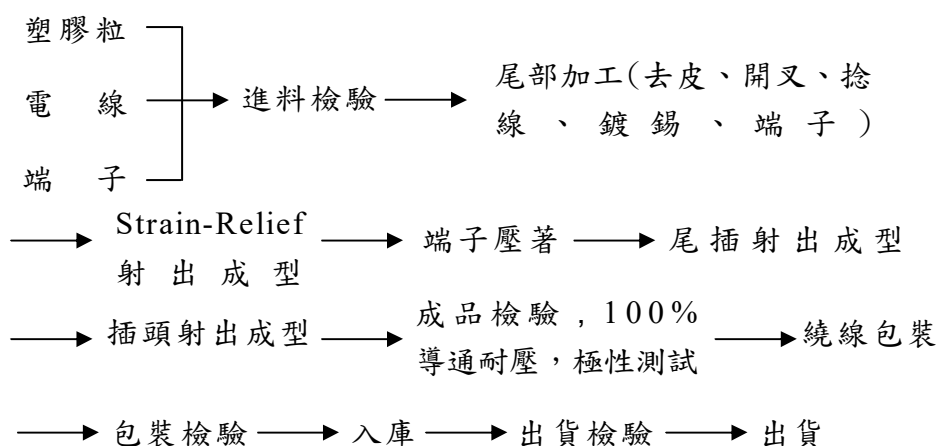 塑膠粒
電線
端子
進料檢驗
尾部加工(去皮、開叉、捻
線、鍍錫、端子)
Strain-Relief
射出成型
端子壓著
尾插射出成型
插頭射出成型
成品檢驗，100%
導通耐壓，極性測試
繞線包裝
包裝檢驗
入庫
出貨檢驗
出貨